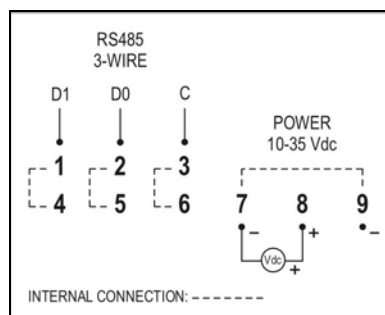 RS485
3-WIRE
D1 D0 C
POWER
10-35 Vdc
1 2 3
4 5 6 7 8 9
- + -
Vdc +
INTERNAL CONNECTION: